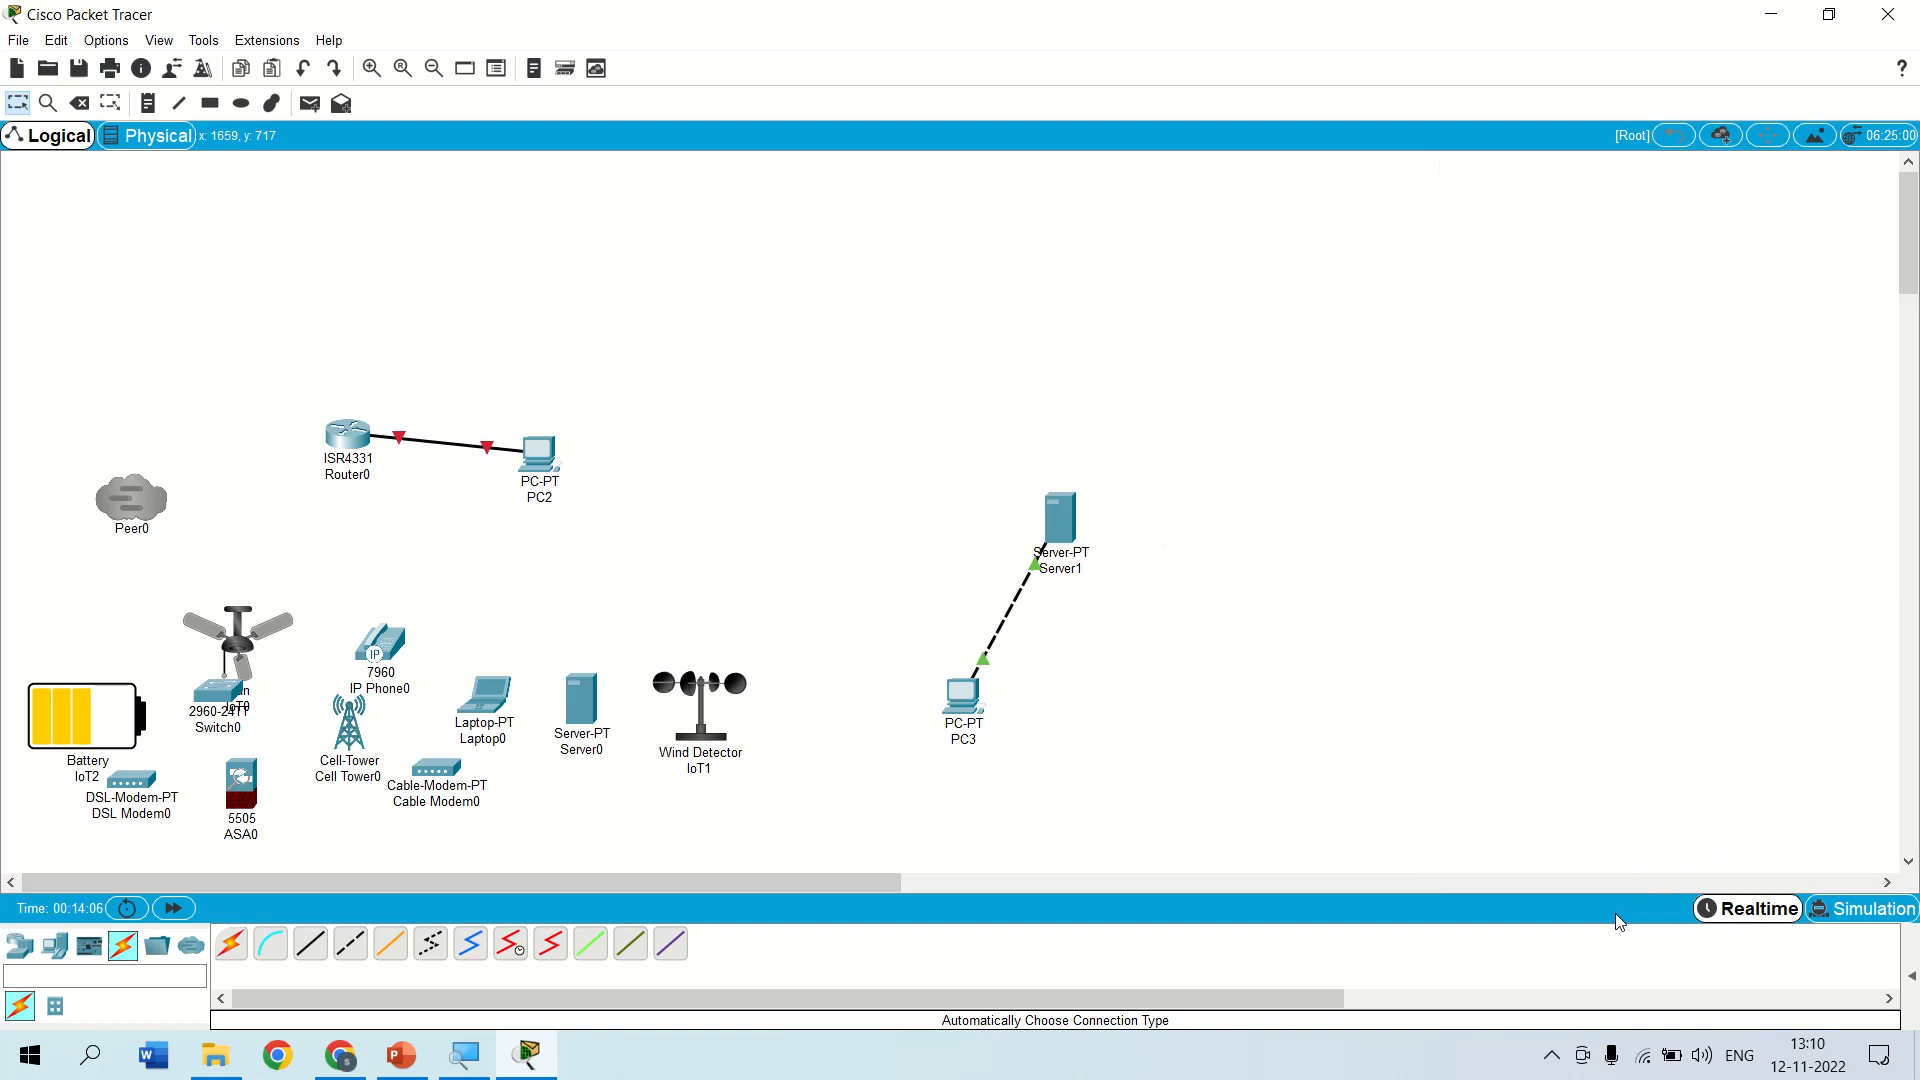 Cisco Packet Tracer
File Edit Options View Tools Extensions Help
?
Logical Physical x: 1659, y: 717 [Root] 06:25:00
ISR4331
Router0
PC-PT
PC2
Peer0
Server-PT
Server1
IP
7960
IP Phone0
IoT0
Switch0
Laptop-PT
Laptop0
Server-PT
Server0
Wind Detector
IoT1
PC-PT
PC3
Battery
IoT2
Cell-Tower
Cell Tower0
Cable-Modem-PT
Cable Modem0
DSL-Modem-PT
DSL Modem0
5505
ASA0
Time: 00:14:06 Realtime Simulation
Automatically Choose Connection Type
ENG 13:10
12-11-2022